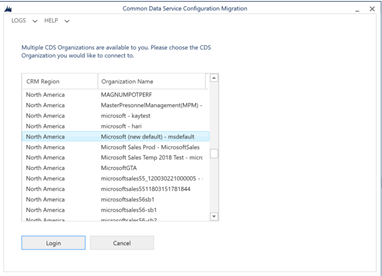 Common Data Service Configuration Migration
LOGS HELP
Multiple CDS Organizations are available to you. Please choose the CDS
Organization you would like to connect to.
CRM Region Organization Name
North America MAGNUMPOTPERF
North America MasterPresonnelManagement(MPM) -
North America microsoft - kaytest
North America microsoft - hari
North America Microsoft (new default) - msdefault
North America Microsoft Sales Prod - MicrosoftSales
North America Microsoft Sales Temp 2018 Test - micrc
North America MicrosoftGTA
North America microsoftsales55_120030221000005 -
North America microsoftsales5511803151781844
North America microsoftsales56sb1
North America microsoftsales56-sb1
North America microsoftsales56-sb2
Login Cancel